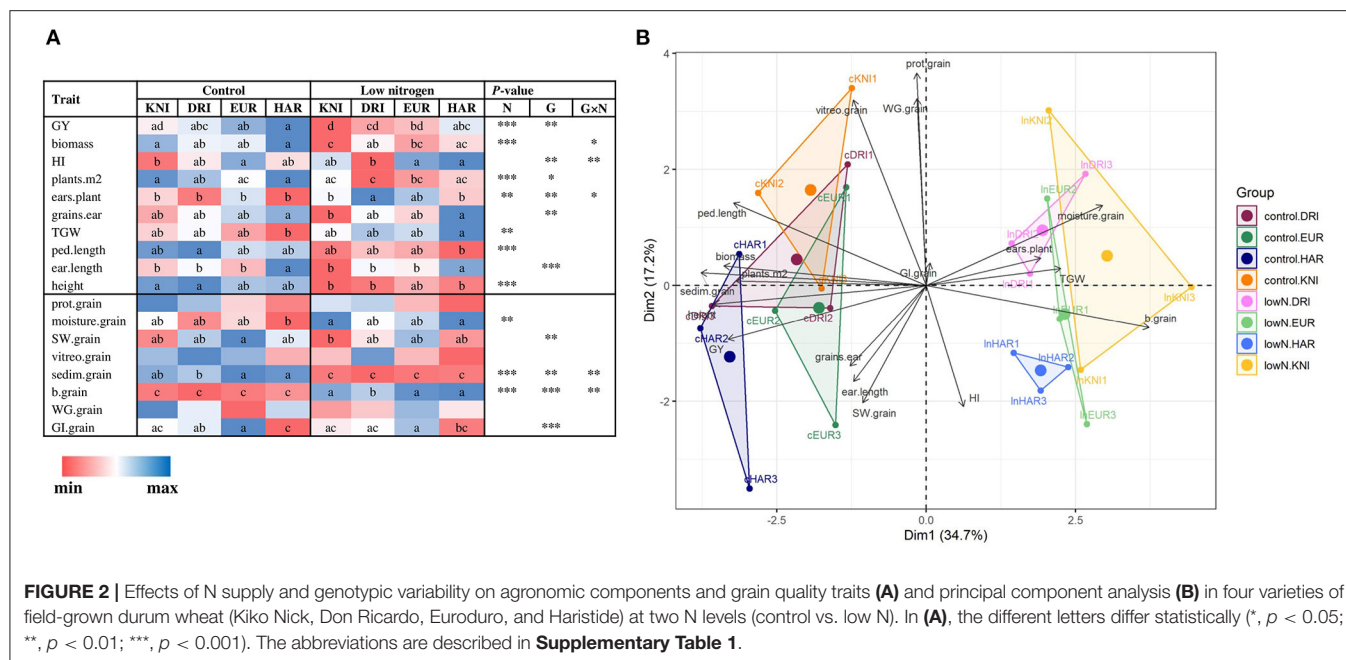 A
Trait Control Low nitrogen P-value
KNI DRI EUR HAR KNI DRI EUR HAR N G G×N
GY ad abc ab a d cd bd abc *** **
biomass a ab ab a c ab bc ac *** *
HI b ab a ab ab b a a ** **
plants.m2 a ab ac a ac c bc ac *** *
ears.plant b b b b b a ab b ** ** *
grains.ear ab ab ab a b ab ab a **
TGW ab ab ab b a ab ab a **
ped.length ab a ab ab ab ab ab b ***
ear.length b b b a b b b a ***
height a a ab ab b b ab b ***
prot.grain
moisture.grain ab ab ab b a ab ab a **
SW.grain ab ab a ab b ab ab ab **
vitreo.grain
sedim.grain ab b a a c c c c *** ** **
b.grain c c c c a b a a *** *** **
WG.grain
GI.grain ac ab a c ac ac a bc ***
min max
B
4
2
0
-2
-2.5
0.0
2.5
Dim2 (17.2%)
Dim1 (34.7%)
prot.grain
cKNI1
vitreo.grain
WG.grain
lnKNI2
cDRI1
lnDRI3
cKNI2
cEUR1
lnEUR2
ped.length
moisture.grain
cHAR1
biomass
ears.plant
plants.m2
GI.grain
TGW
sedim.grain
lnDRI1
lnKNI3
cEUR2
cDRI2
b.grain
cHAR2
GY
grains.ear
lnHAR1
lnHAR2
lnKNI1
ear.length
HI
lnHAR3
SW.grain
cEUR3
lnEUR3
cHAR3
Group
control.DRI
control.EUR
control.HAR
control.KNI
lowN.DRI
lowN.EUR
lowN.HAR
lowN.KNI
FIGURE 2 | Effects of N supply and genotypic variability on agronomic components and grain quality traits (A) and principal component analysis (B) in four varieties of
field-grown durum wheat (Kiko Nick, Don Ricardo, Euroduro, and Haristide) at two N levels (control vs. low N). In (A), the different letters differ statistically (*, p < 0.05;
**, p < 0.01; ***, p < 0.001). The abbreviations are described in Supplementary Table 1.